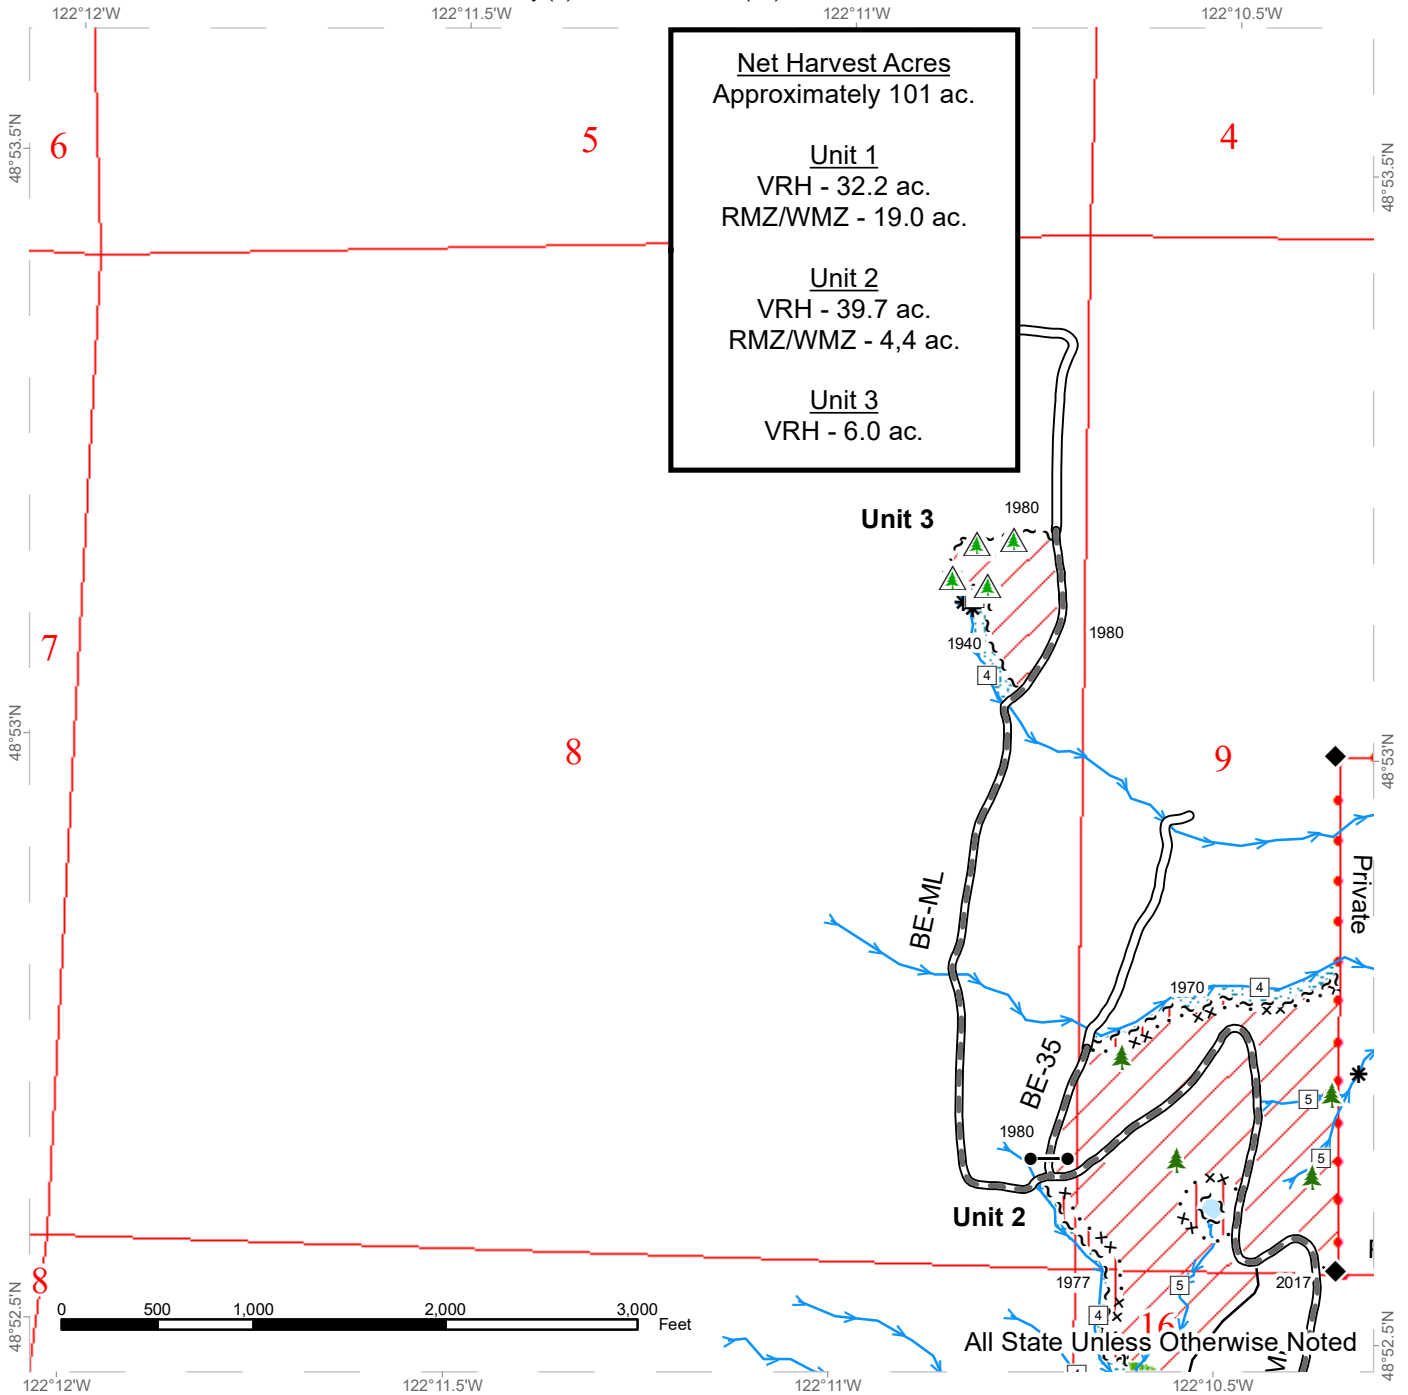 122°12'W 122°11.5'W 122°11'W 122°10.5'W
48°53.5'N
48°53.5'N
6
5
4
Net Harvest Acres
Approximately 101 ac.
Unit 1
VRH - 32.2 ac.
RMZ/WMZ - 19.0 ac.
Unit 2
VRH - 39.7 ac.
RMZ/WMZ - 4,4 ac.
Unit 3
VRH - 6.0 ac.
1980
Unit 3
1980
1940
4
7
8
9
48°53'N
48°53'N
Private
BE-ML
1970
4
BE-35
5
1980
5
Unit 2
8
1977
5
2017
4
16
0 500 1,000 2,000 3,000
Feet
All State Unless Otherwise Noted
48°52.5'N
48°52.5'N
122°12'W 122°11.5'W 122°11'W 122°10.5'W